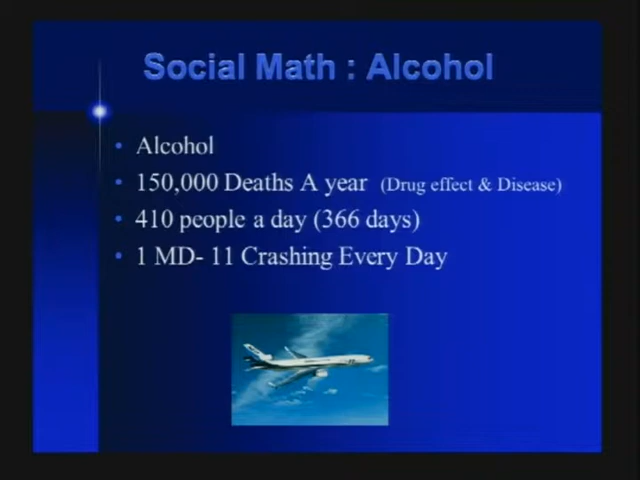 Social Math : Alcohol
• Alcohol
• 150,000 Deaths A year (Drug effect & Disease)
• 410 people a day (366 days)
• 1 MD- 11 Crashing Every Day